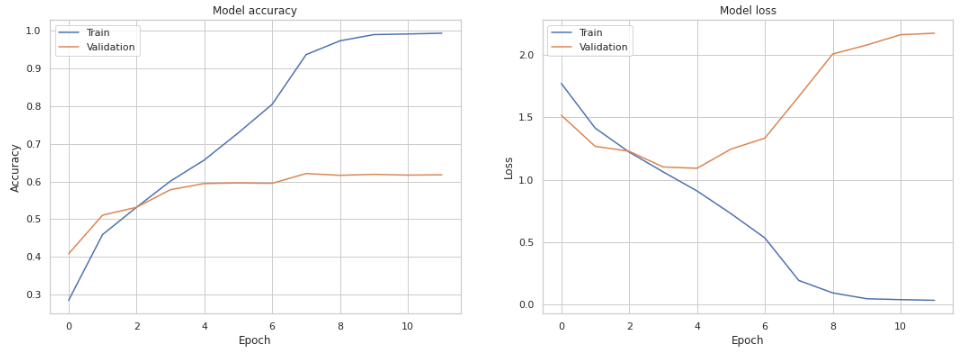 Model accuracy
Train
Validation
1.0
0.9
0.8
0.7
0.6
0.5
0.4
0.3
Accuracy
0 2 4 6 8 10
Epoch
Model loss
Train
Validation
2.0
1.5
1.0
0.5
0.0
Loss
0 2 4 6 8 10
Epoch